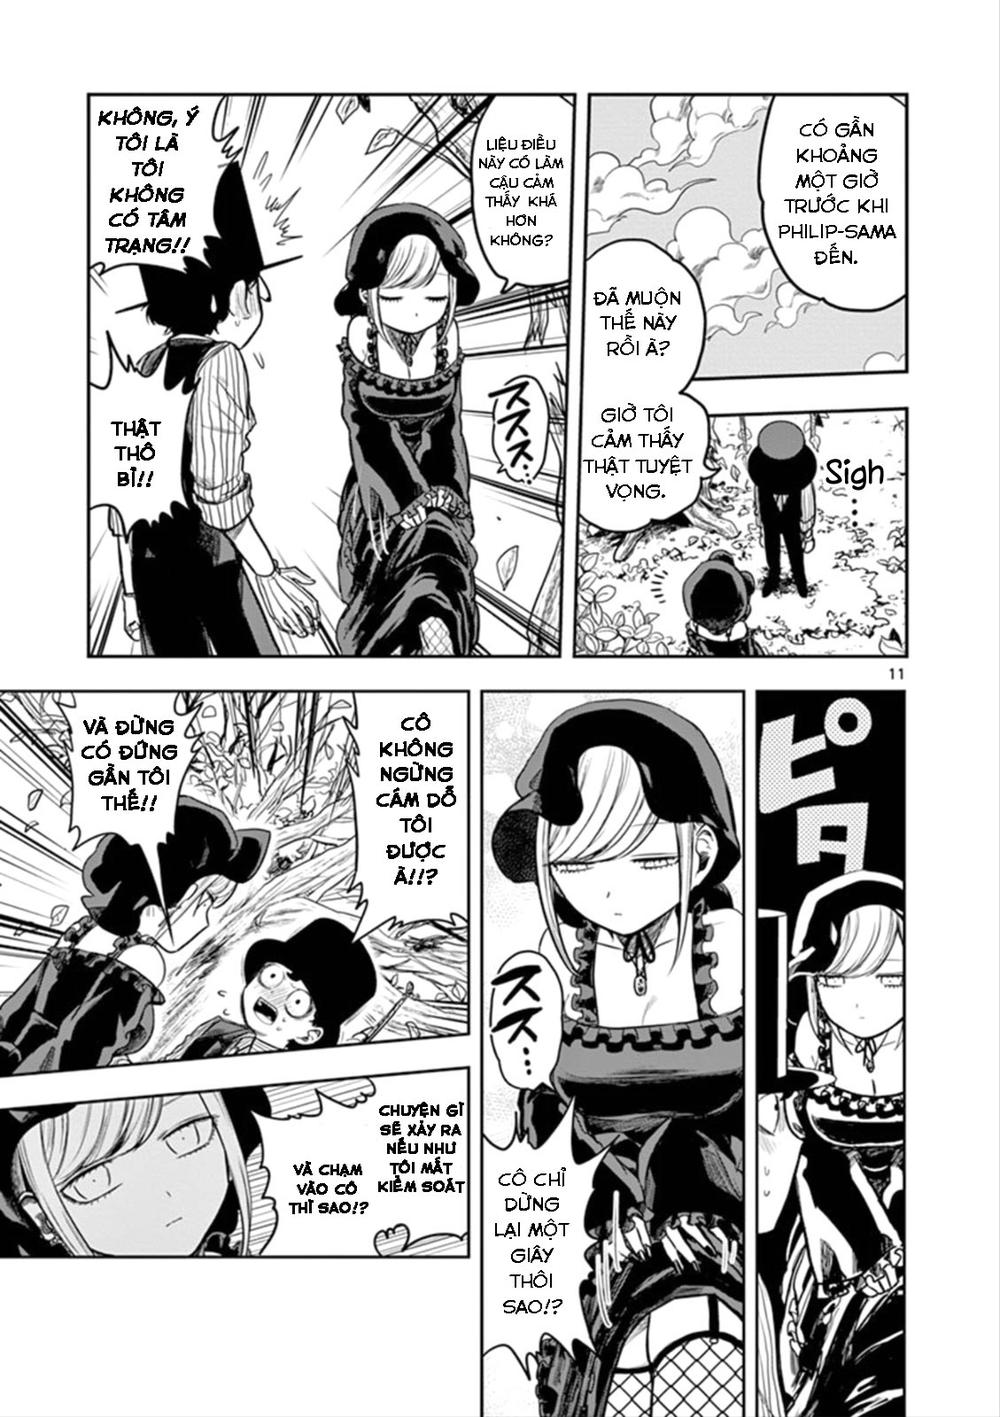 CÓ GẦN
KHOẢNG
MỘT GIỜ
TRƯỚC KHI
PHILIP-SAMA
ĐẾN.
ĐÃ MUỘN
THẾ NÀY
RỒI À?
GIỜ TÔI
CẢM THẤY
THẬT TUYỆT
VỌNG.
Sigh
LIỆU ĐIỀU
NÀY CÓ LÀM
CẬU CẢM
THẤY KHÁ
HƠN
KHÔNG?
ススス…
KHÔNG, Ý
TÔI LÀ
TÔI
KHÔNG
CÓ TÂM
TRẠNG!!
THẬT
THÔ
BỈ!!
11
ピタ
スス…
CÔ CHỈ
DỪNG
LẠI MỘT
GIÂY
THÔI
SAO!?
CÔ
KHÔNG
NGỪNG
CÁM DỖ
TÔI
ĐƯỢC
À!!?
VÀ ĐỪNG
CÓ ĐỨNG
GẦN TÔI
THẾ!!
CHUYỆN GÌ
SẼ XẢY RA
NẾU NHƯ
TÔI MẤT
KIỂM SOÁT
VÀ CHẠM
VÀO CÔ
THÌ SAO!?